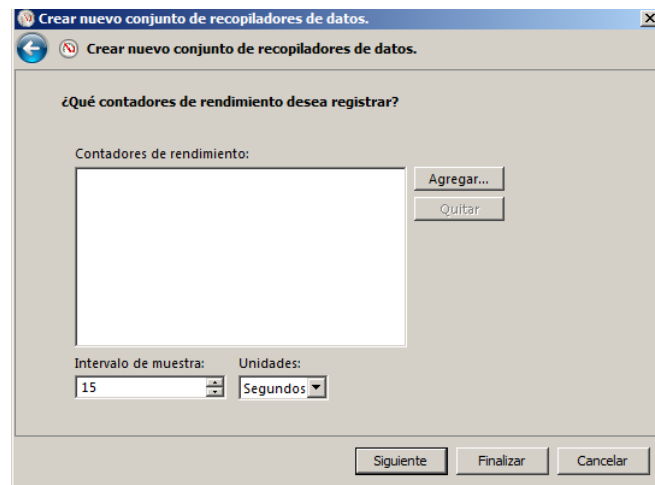 Crear nuevo conjunto de recopiladores de datos.
Crear nuevo conjunto de recopiladores de datos.
¿Qué contadores de rendimiento desea registrar?
Contadores de rendimiento:
Agregar...
Quitar
Intervalo de muestra: Unidades:
15 Segundos
Siguiente Finalizar Cancelar